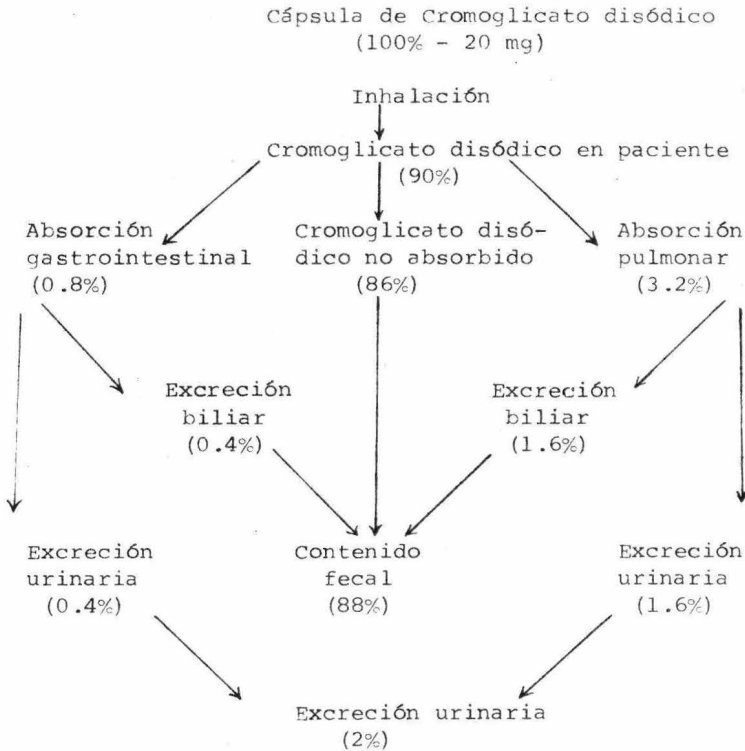 Cápsula de Cromoglicato disódico
(100% - 20 mg)
Inhalación
Cromoglicato disódico en paciente
(90%)
Absorción
gastrointestinal
(0.8%)
Cromoglicato disó-
dico no absorbido
(86%)
Absorción
pulmonar
(3.2%)
Excreción
biliar
(0.4%)
Excreción
biliar
(1.6%)
Excreción
urinaria
(0.4%)
Contenido
fecal
(88%)
Excreción
urinaria
(1.6%)
Excreción urinaria
(2%)